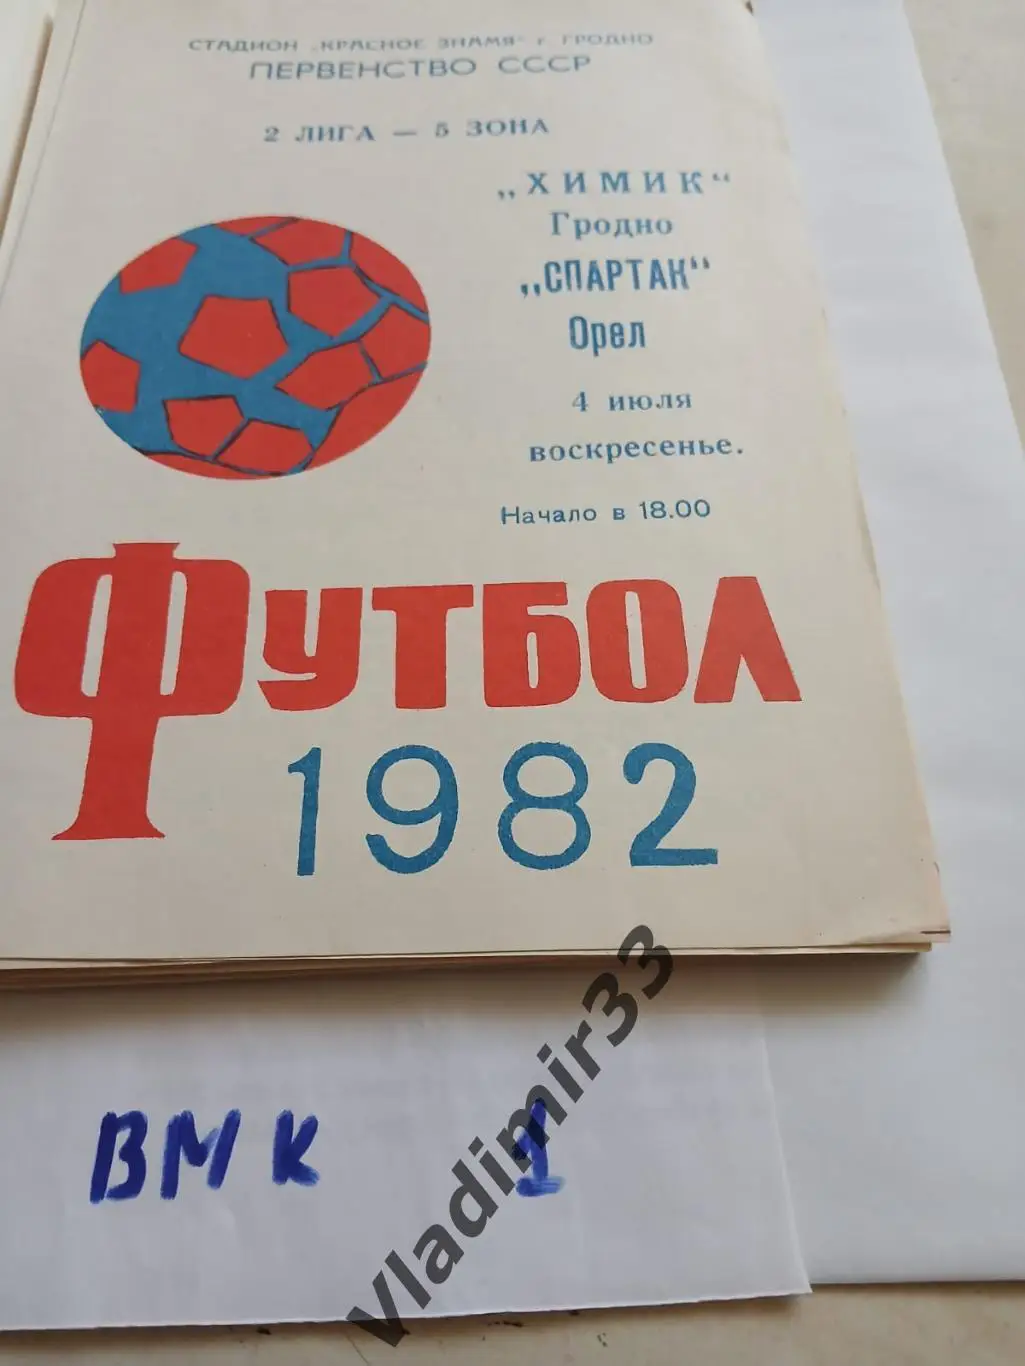 СТАДИОН „КРАСНОЕ ЗНАМЯ“ г. ГРОДНО
ПЕРВЕНСТВО СССР
2 ЛИГА — 5 ЗОНА
„ХИМИК“
Гродно
„СПАРТАК“
Орел
4 июля
воскресенье.
Начало в 18.00
ФУТБОЛ
1982
ВМК 1
Vladimir33